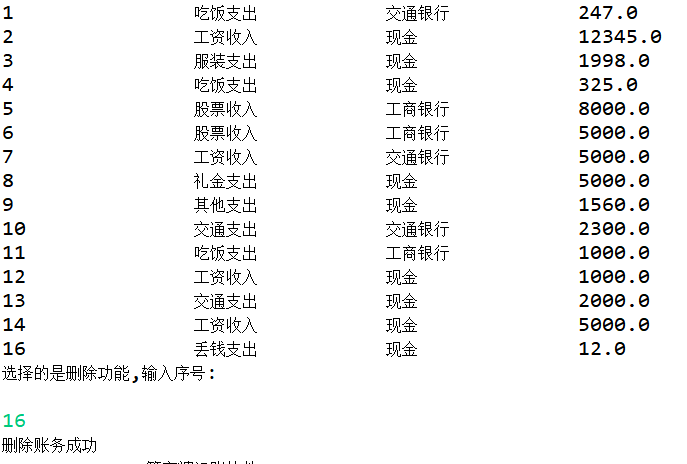 1 吃饭支出 交通银行 247.0
2 工资收入 现金 12345.0
3 服装支出 现金 1998.0
4 吃饭支出 现金 325.0
5 股票收入 工商银行 8000.0
6 股票收入 工商银行 5000.0
7 工资收入 交通银行 5000.0
8 礼金支出 现金 5000.0
9 其他支出 现金 1560.0
10 交通支出 交通银行 2300.0
11 吃饭支出 工商银行 1000.0
12 工资收入 现金 1000.0
13 交通支出 现金 2000.0
14 工资收入 现金 5000.0
16 丢钱支出 现金 12.0
选择的是删除功能,输入序号:
16
删除账务成功